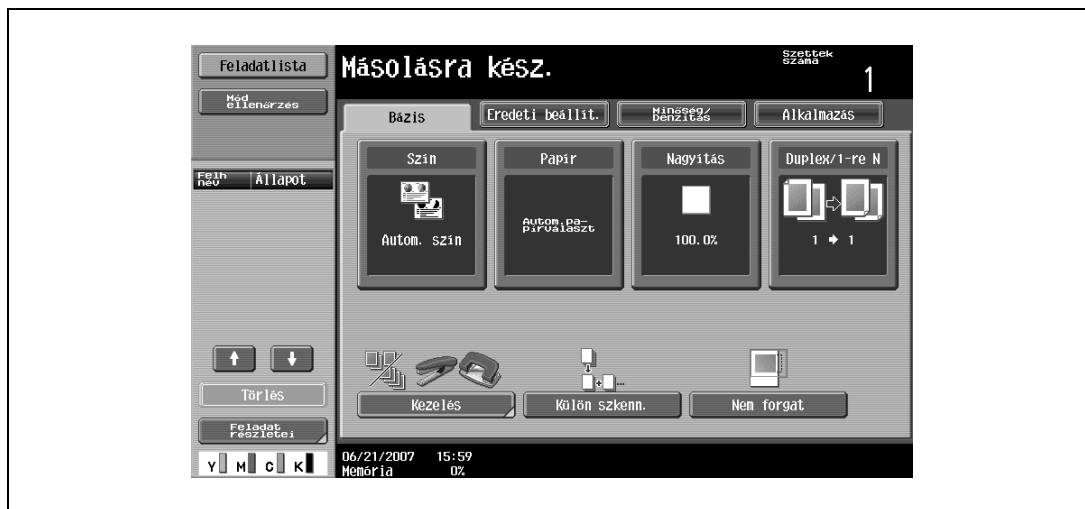 Feladatlista
Mód
ellenőrzés
Felh
név
Állapot
Törlés
Feladat
részletei
Y M C K
Másolásra kész.
Szettek
száma
1
Bázis
Eredeti beállít.
Minőség/
Denzitás
Alkalmazás
Szín
Autom. szín
Papír
Autom.pa-
pírválaszt
Nagyítás
100.0%
Duplex/1-re N
1 → 1
Kezelés
Külön szkenn.
Nem forgat
06/21/2007 15:59
Memória 0%